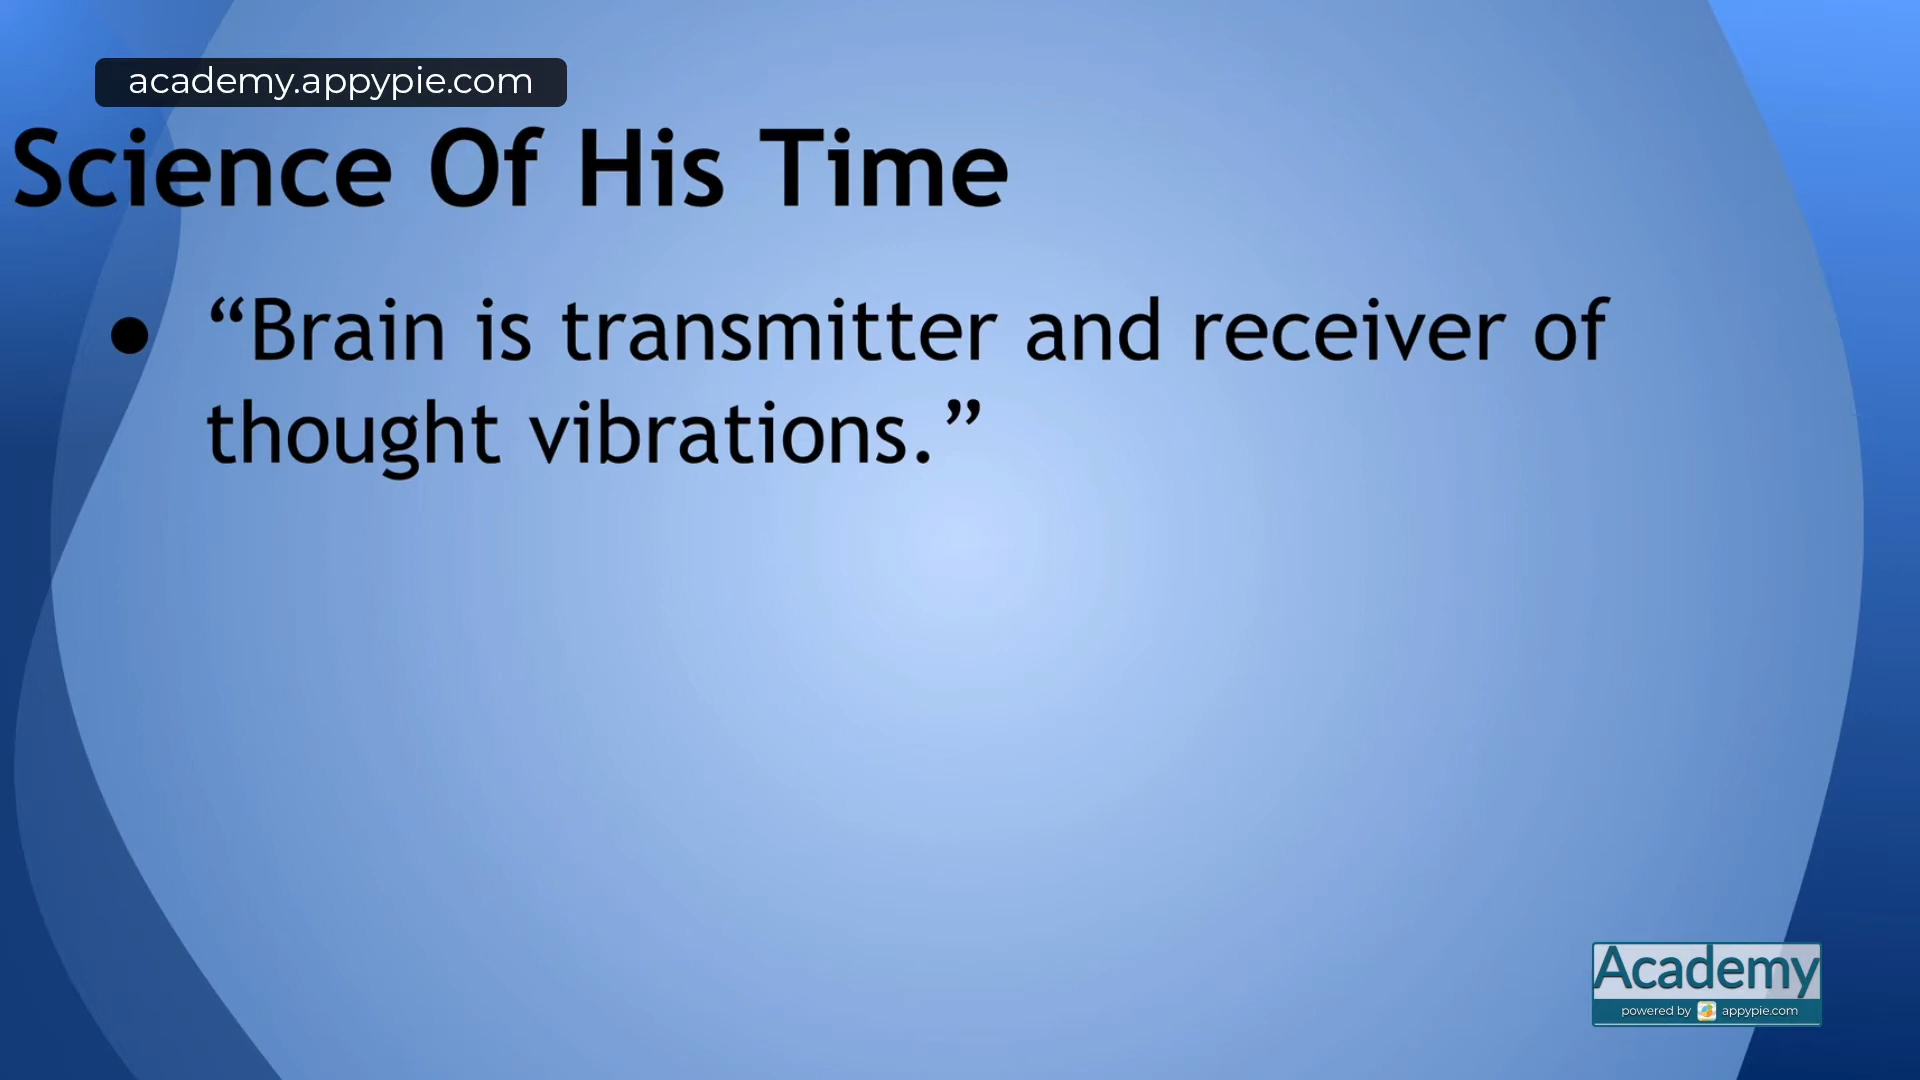 academy.appypie.com
Science Of His Time
● “Brain is transmitter and receiver of
thought vibrations.”
Academy
powered by appypie.com